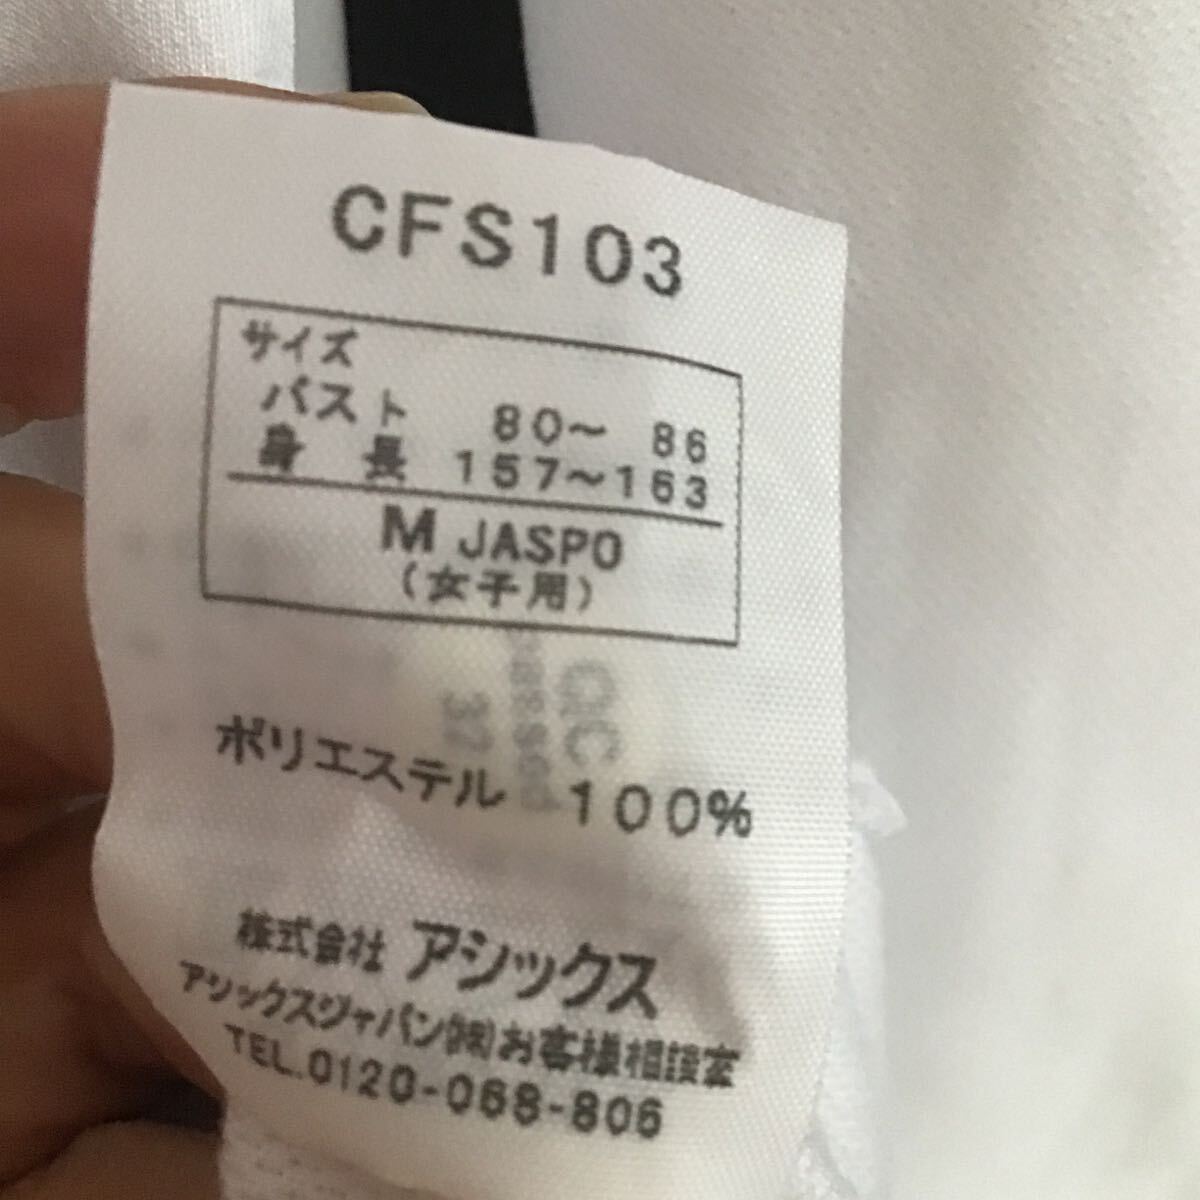 CFS103
サイズ
バスト 80〜 86
身 長 157〜163
M JASPO
(女子用)
QC
32
ポリエステル 100%
株式会社 アシックス
アシックスジャパン(株)お客様相談室
TEL.0120-068-806